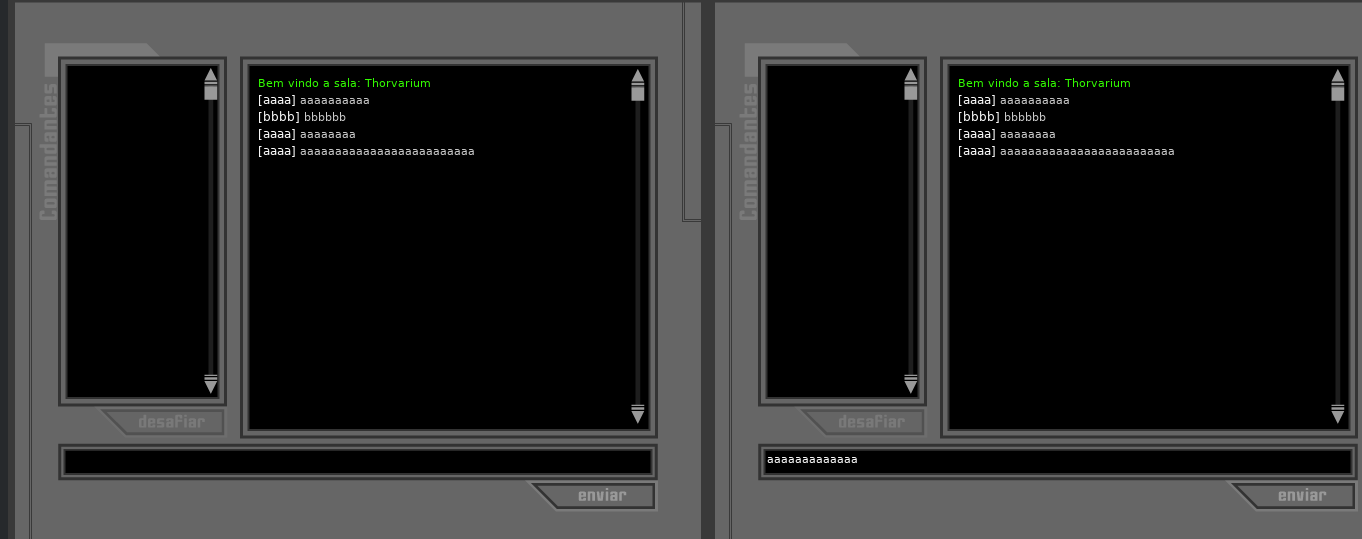 Comandantes
Bem vindo a sala: Thorvarium
[aaaa] aaaaaaaaaa
[bbbb] bbbbbb
[aaaa] aaaaaaaa
[aaaa] aaaaaaaaaaaaaaaaaaaaaaaaa
desafiar
enviar
Comandantes
Bem vindo a sala: Thorvarium
[aaaa] aaaaaaaaaa
[bbbb] bbbbbb
[aaaa] aaaaaaaa
[aaaa] aaaaaaaaaaaaaaaaaaaaaaaaa
desafiar
aaaaaaaaaaaaa
enviar